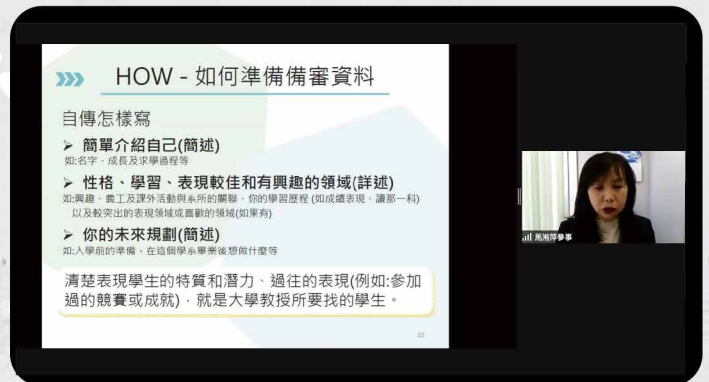 HOW - 如何準備備審資料
自傳怎樣寫
➤ 簡單介紹自己(簡述)
如:名字、成長及求學過程等
➤ 性格、學習、表現較佳和有興趣的領域(詳述)
如:興趣、義工及課外活動與系所的關聯、你的學習歷程 (如成績表現、讀那一科)
以及較突出的表現領域或喜歡的領域(如果有)
➤ 你的未來規劃(簡述)
如:入學前的準備、在這個學系畢業後想做什麼等
清楚表現學生的特質和潛力、過往的表現(例如:參加
過的競賽或成就)，就是大學教授所要找的學生。
馬湘萍參事